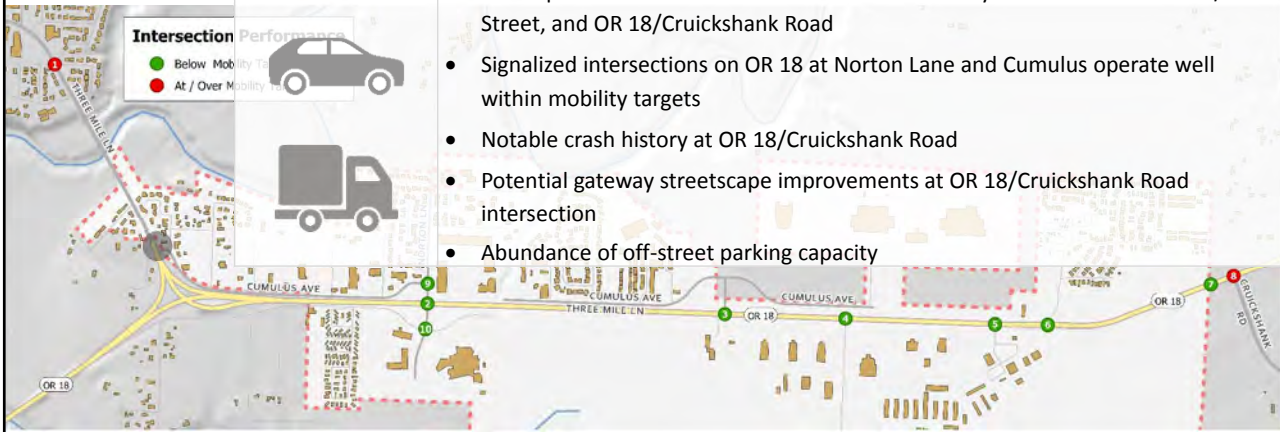 Street, and OR 18/Cruickshank Road
• Signalized intersections on OR 18 at Norton Lane and Cumulus operate well
within mobility targets
• Notable crash history at OR 18/Cruickshank Road
• Potential gateway streetscape improvements at OR 18/Cruickshank Road
intersection
• Abundance of off-street parking capacity
Intersection Performance
Below Mobility
At / Over Mobility
1
THREE MILE LN
CUMULUS AVE
9
2
10
CUMULUS AVE
THREE MILE LN
3
OR 18
CUMULUS AVE
4
5
6
OR 18
7
8
CRUICKSHANK
RD
OR 18